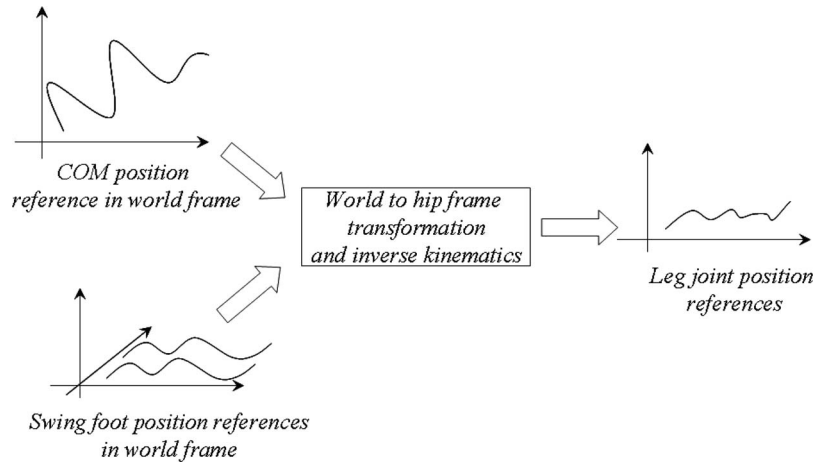 COM position
reference in world frame
World to hip frame
transformation
and inverse kinematics
Leg joint position
references
Swing foot position references
in world frame